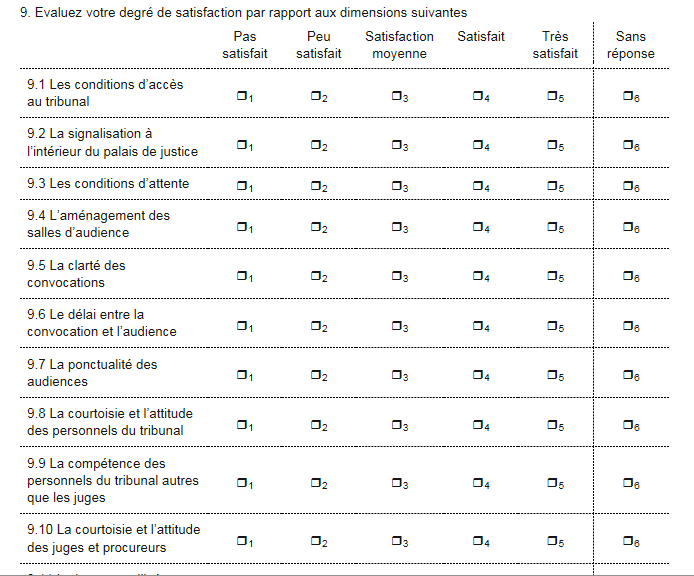 9. Evaluez votre degré de satisfaction par rapport aux dimensions suivantes
Pas satisfait Peu satisfait Satisfaction moyenne Satisfait Très satisfait Sans réponse
9.1 Les conditions d’accès
au tribunal ❒1 ❒2 ❒3 ❒4 ❒5 ❒6
9.2 La signalisation à
l’intérieur du palais de justice ❒1 ❒2 ❒3 ❒4 ❒5 ❒6
9.3 Les conditions d’attente ❒1 ❒2 ❒3 ❒4 ❒5 ❒6
9.4 L’aménagement des
salles d’audience ❒1 ❒2 ❒3 ❒4 ❒5 ❒6
9.5 La clarté des
convocations ❒1 ❒2 ❒3 ❒4 ❒5 ❒6
9.6 Le délai entre la
convocation et l’audience ❒1 ❒2 ❒3 ❒4 ❒5 ❒6
9.7 La ponctualité des
audiences ❒1 ❒2 ❒3 ❒4 ❒5 ❒6
9.8 La courtoisie et l’attitude
des personnels du tribunal ❒1 ❒2 ❒3 ❒4 ❒5 ❒6
9.9 La compétence des
personnels du tribunal autres
que les juges ❒1 ❒2 ❒3 ❒4 ❒5 ❒6
9.10 La courtoisie et l’attitude
des juges et procureurs ❒1 ❒2 ❒3 ❒4 ❒5 ❒6